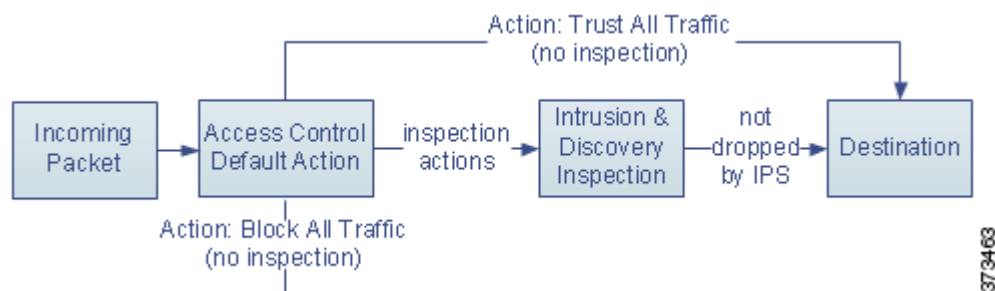 Action: Trust All Traffic
(no inspection)
Incoming
Packet
Access Control
Default Action
inspection
actions
Intrusion &
Discovery
Inspection
not
dropped
by IPS
Destination
Action: Block All Traffic
(no inspection)
373463